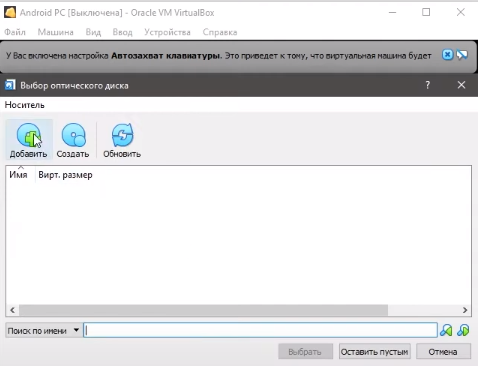 Android PC [Выключена] - Oracle VM VirtualBox
Файл Машина Вид Ввод Устройства Справка
У Вас включена настройка Автозахват клавиатуры. Это приведет к тому, что виртуальная машина будет
Выбор оптического диска
Носитель
Добавить Создать Обновить
Имя Вирт. размер
Поиск по имени
Выбрать Оставить пустым Отмена